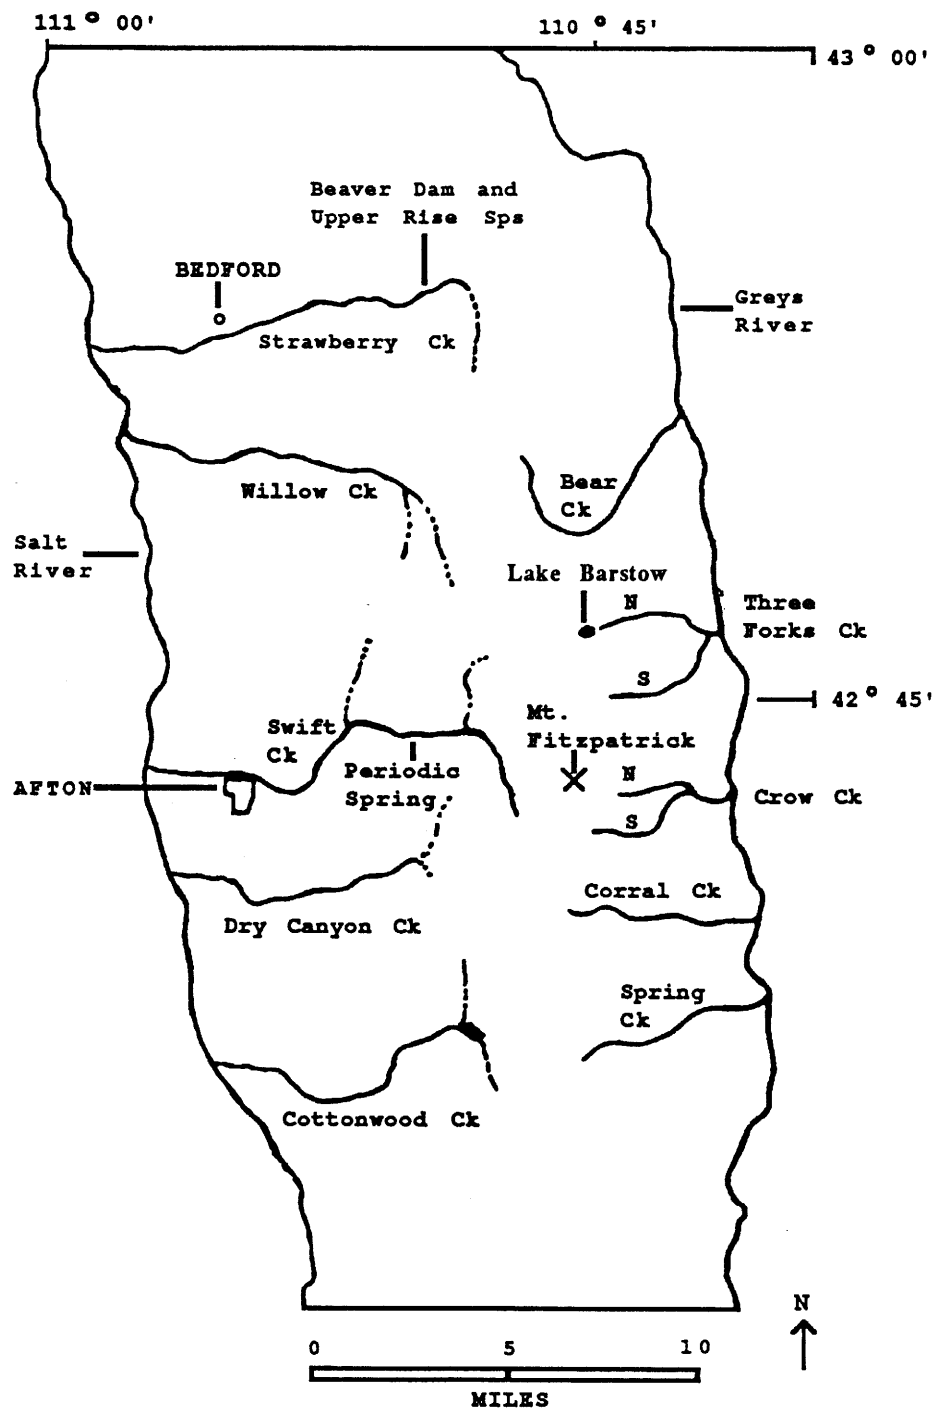 111° 00'
110° 45'
43° 00'
Beaver Dam and
Upper Rise Sps
BEDFORD
Greys
River
Strawberry Ck
Bear
Ck
Willow Ck
Salt
River
Lake Barstow
N
Three
Forks Ck
S
42° 45'
Mt.
Fitzpatrick
Swift
Ck
Periodic
Spring
N
AFTON
Crow Ck
S
Corral Ck
Dry Canyon Ck
Spring
Ck
Cottonwood Ck
N
0 5 10
MILES